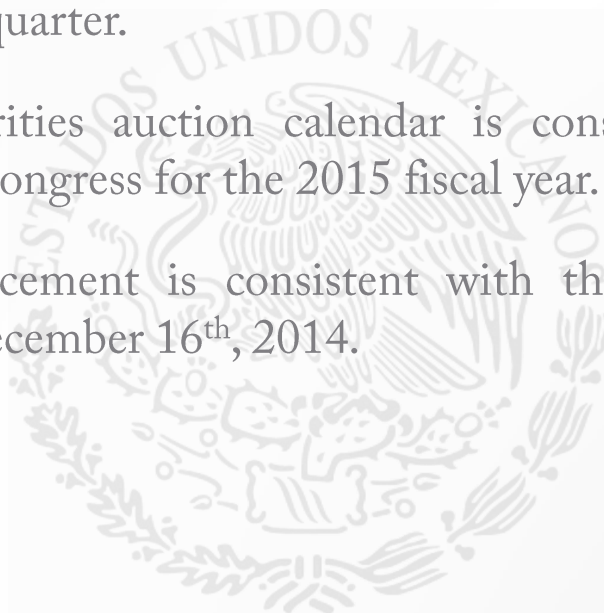 quarter.
UNIDOS MEXICANO
ESTADOS
rities auction calendar is cons
ongress for the 2015 fiscal year.
cement is consistent with th
ecember 16th, 2014.